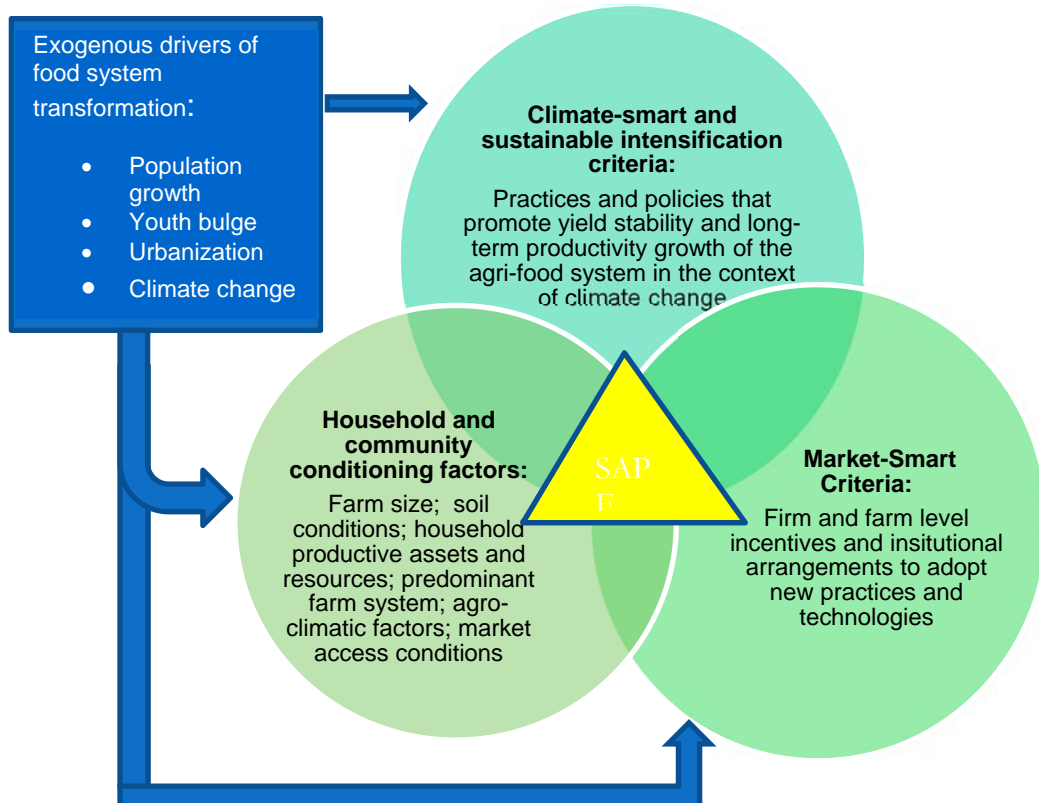 Exogenous drivers of
food system
transformation:
• Population
growth
• Youth bulge
• Urbanization
• Climate change
Climate-smart and
sustainable intensification
criteria:
Practices and policies that
promote yield stability and long-
term productivity growth of the
agri-food system in the context
of climate change
Household and
community
conditioning factors:
Farm size; soil
conditions; household
productive assets and
resources; predominant
farm system; agro-
climatic factors; market
access conditions
SAP
F
Market-Smart
Criteria:
Firm and farm level
incentives and insitutional
arrangements to adopt
new practices and
technologies